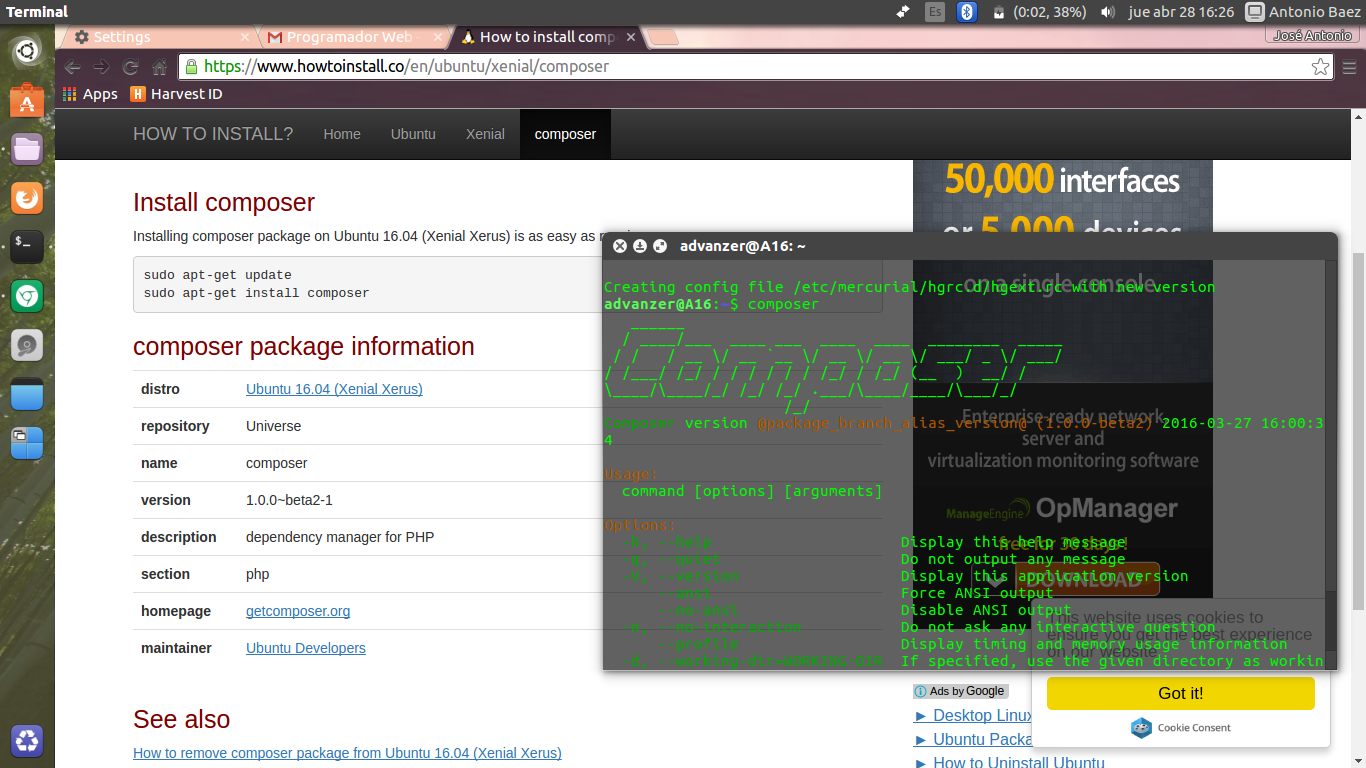 Terminal
Es
(0:02, 38%)
jue abr 28 16:26
Antonio Baez
Settings
Programador Web
How to install comp
José Antonio
https://www.howtoinstall.co/en/ubuntu/xenial/composer
Apps
Harvest ID
HOW TO INSTALL?
Home
Ubuntu
Xenial
composer
Install composer
Installing composer package on Ubuntu 16.04 (Xenial Xerus) is as easy as
sudo apt-get update
sudo apt-get install composer
composer package information
distro Ubuntu 16.04 (Xenial Xerus)
repository Universe
name composer
version 1.0.0~beta2-1
description dependency manager for PHP
section php
homepage getcomposer.org
maintainer Ubuntu Developers
See also
How to remove composer package from Ubuntu 16.04 (Xenial Xerus)
50,000 interfaces
or 5,000 devices
on a single console
Enterprise-ready network,
server and
virtualization monitoring software
ManageEngine OpManager
free for 30 days!
DOWNLOAD
advanzer@A16: ~
Creating config file /etc/mercurial/hgrc.d/hgext.rc with new version
advanzer@A16:~$ composer
Composer version @package_branch_alias_version@ (1.0.0-beta2) 2016-03-27 16:00:3
4
Usage:
command [options] [arguments]
Options:
-h, --help Display this help message
-q, --quiet Do not output any message
-V, --version Display this application version
--ansi Force ANSI output
--no-ansi Disable ANSI output
-n, --no-interaction Do not ask any interactive question
--profile Display timing and memory usage information
-d, --working-dir=WORKING-DIR If specified, use the given directory as workin
This website uses cookies to
ensure you get the best experience
on our website
Got it!
Cookie Consent
Ads by Google
► Desktop Linux
► Ubuntu Packa
► How to Uninstall Ubuntu